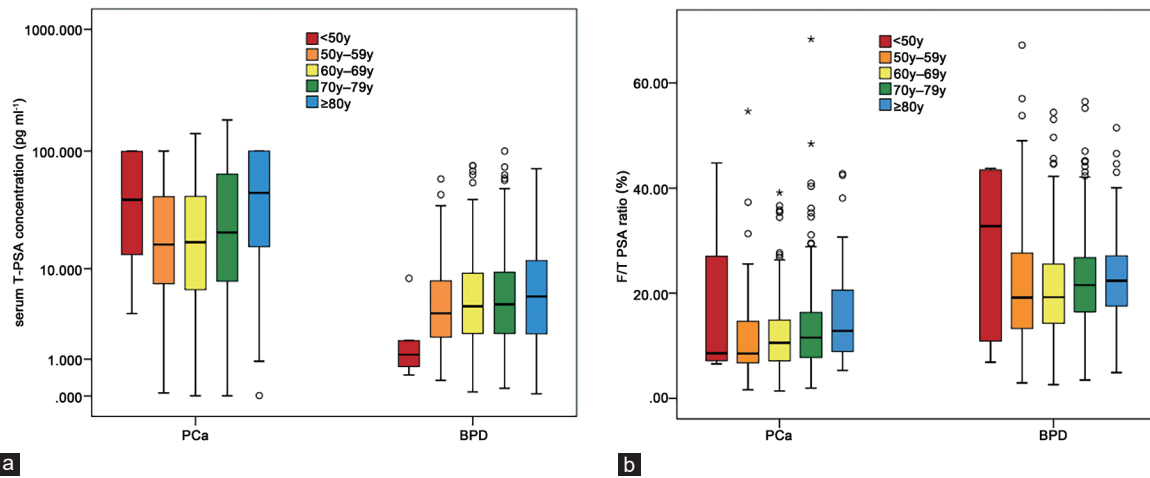 1000.000
100.000
10.000
1.000
.000
serum T-PSA concentration (pg ml-1)
<50y
50y–59y
60y–69y
70y–79y
≥80y
PCa
BPD
a
60.00
40.00
20.00
.00
F/T PSA ratio (%)
<50y
50y–59y
60y–69y
70y–79y
≥80y
PCa
BPD
b